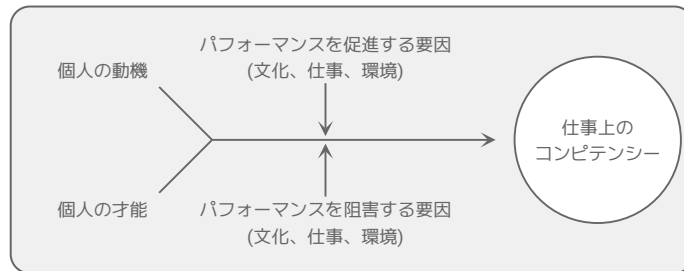 パフォーマンスを促進する要因
(文化、仕事、環境)
個人の動機
仕事上の
コンピテンシー
個人の才能
パフォーマンスを阻害する要因
(文化、仕事、環境)